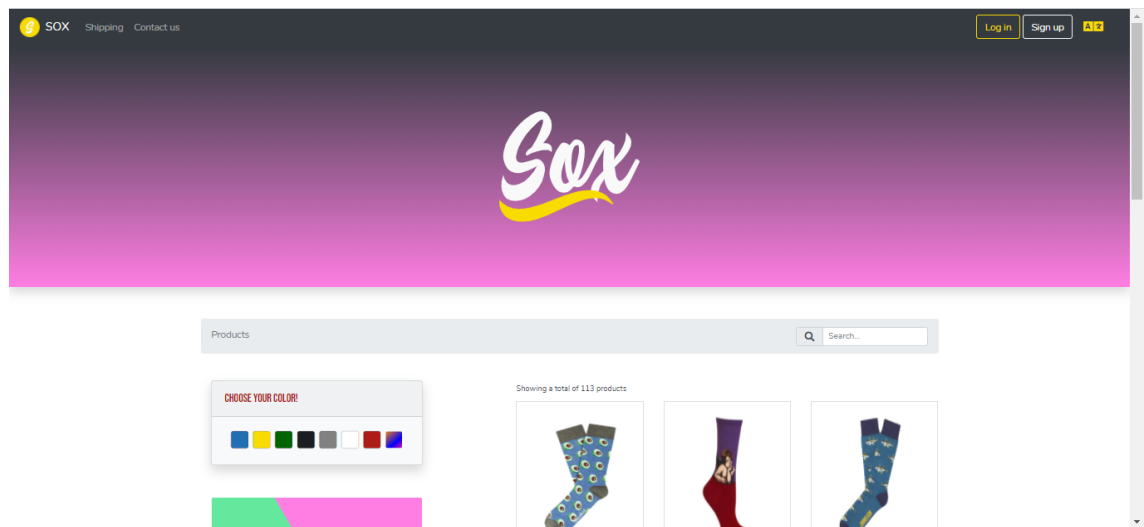 SOX Shipping Contact us Log in Sign up
Sox
Products Search...
CHOOSE YOUR COLOR!
Showing a total of 113 products